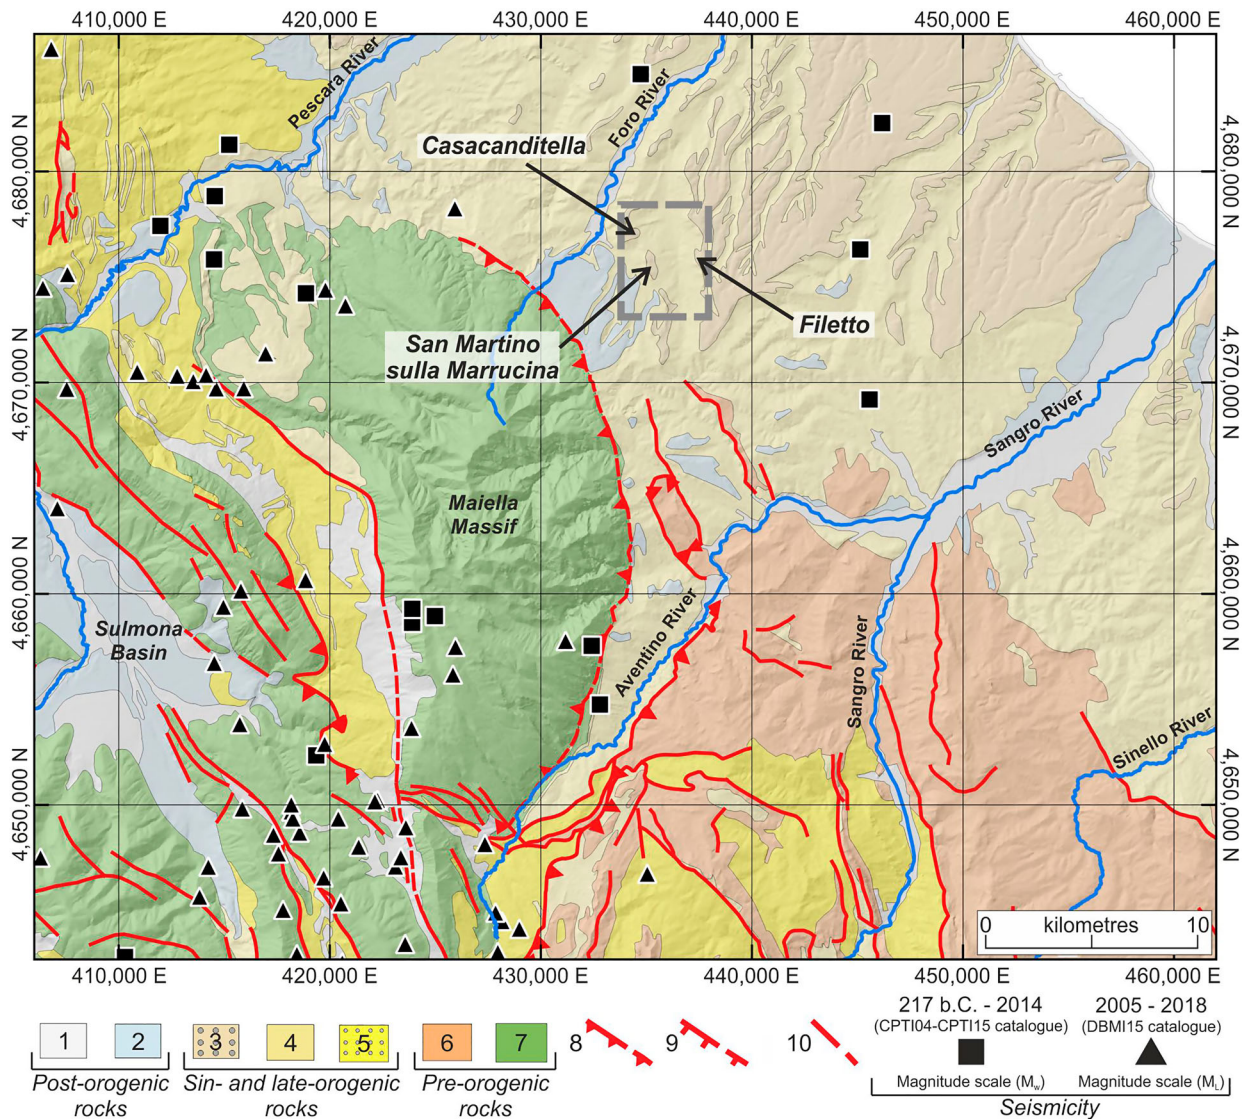 410,000 E
420,000 E
430,000 E
440,000 E
450,000 E
460,000 E
4,680,000 N
4,670,000 N
4,660,000 N
4,650,000 N
4,680,000 N
4,670,000 N
4,660,000 N
4,650,000 N
Pescara River
Foro River
Casacanditella
Filetto
San Martino
sulla Marrucina
Sangro River
Maiella
Massif
Sulmona
Basin
Aventino River
Sangro River
Sinello River
0 kilometres 10
410,000 E
420,000 E
430,000 E
440,000 E
450,000 E
460,000 E
1 2 3 4 5 6 7 8 9 10
Post-orogenic
rocks
Sin- and late-orogenic
rocks
Pre-orogenic
rocks
217 b.C. - 2014
(CPTI04-CPTI15 catalogue)
Magnitude scale (Mw)
2005 - 2018
(DBMI15 catalogue)
Magnitude scale (ML)
Seismicity